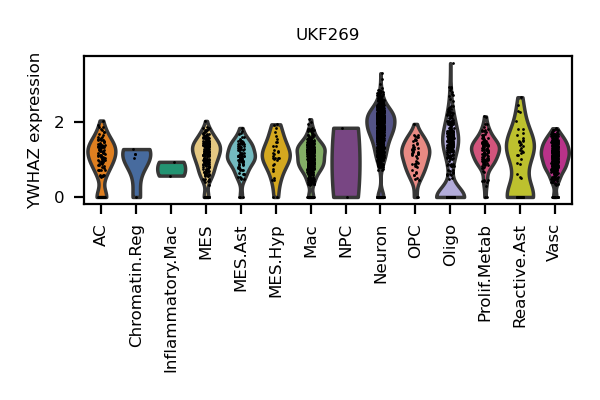 UKF269
YWHAZ expression
2
0
AC
Chromatin.Reg
Inflammatory.Mac
MES
MES.Ast
MES.Hyp
Mac
NPC
Neuron
OPC
Oligo
Prolif.Metab
Reactive.Ast
Vasc